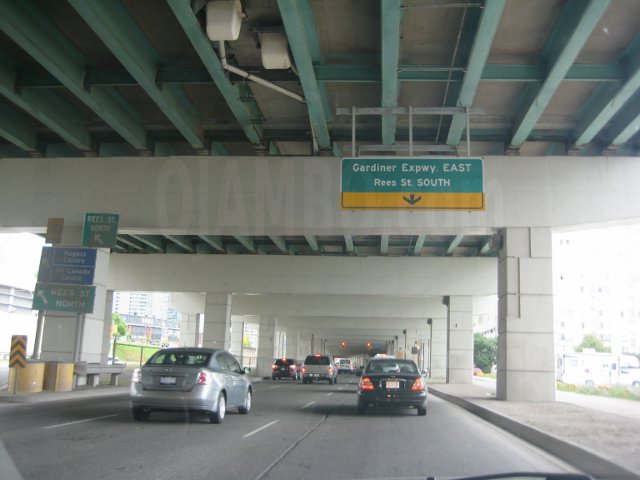 Gardiner Expwy. EAST
Rees St. SOUTH
REES ST.
NORTH
Rogers
Centre
Air Canada
Centre
REES ST.
NORTH